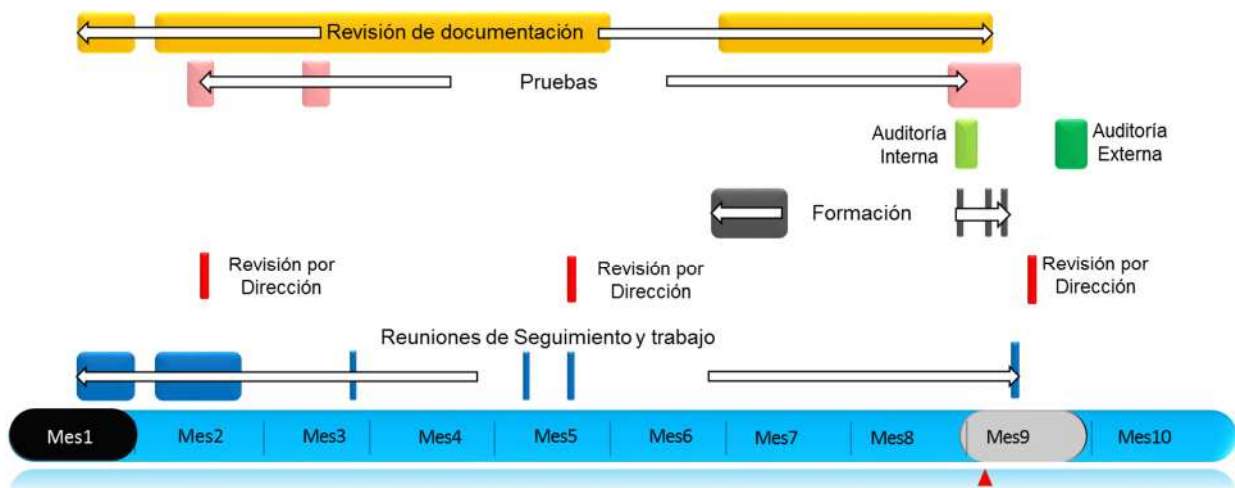 Revisión de documentación
Pruebas
Auditoría
Interna
Auditoría
Externa
Formación
Revisión por
Dirección
Revisión por
Dirección
Revisión por
Dirección
Reuniones de Seguimiento y trabajo
Mes1 Mes2 Mes3 Mes4 Mes5 Mes6 Mes7 Mes8 Mes9 Mes10